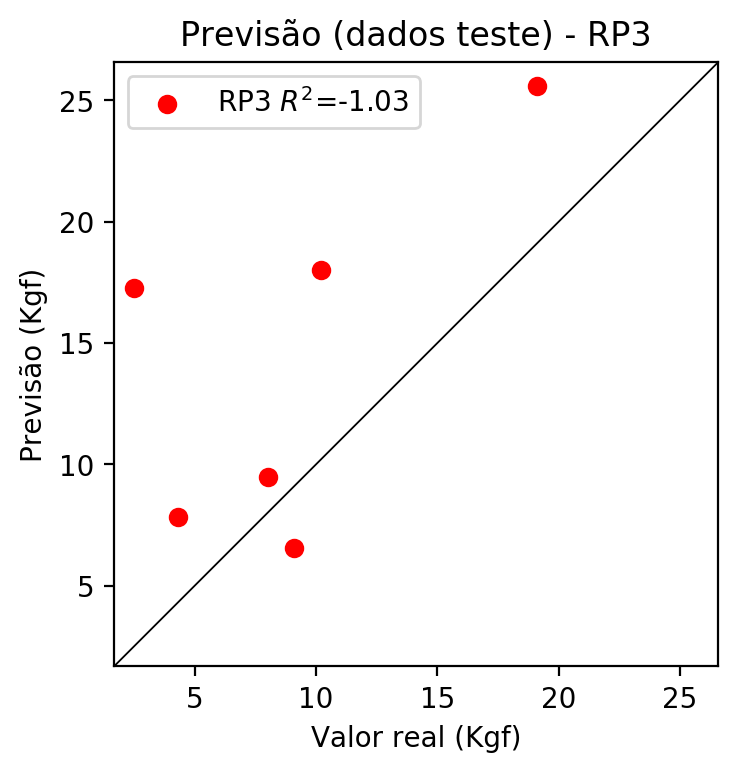 Previsão (dados teste) - RP3
RP3 R²=-1.03
Previsão (Kgf)
25
20
15
10
5
5 10 15 20 25
Valor real (Kgf)